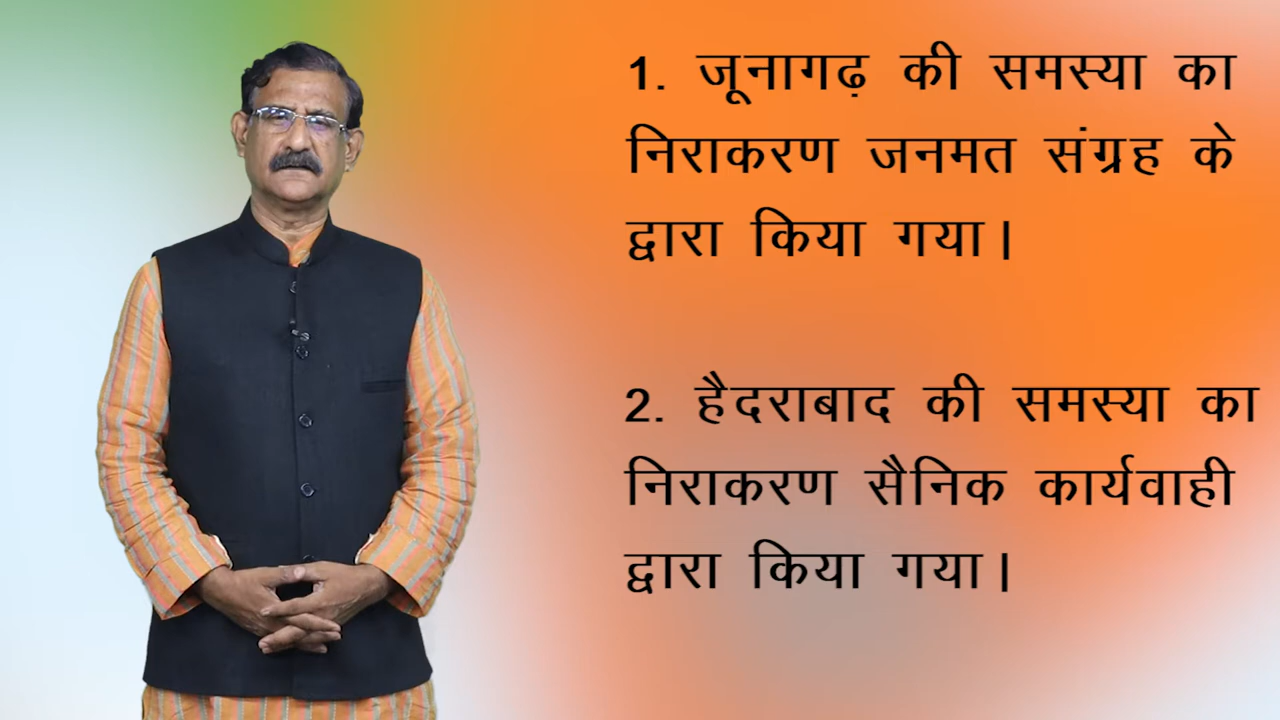 1. जूनागढ़ की समस्या का
निराकरण जनमत संग्रह के
द्वारा किया गया।
2. हैदराबाद की समस्या का
निराकरण सैनिक कार्यवाही
द्वारा किया गया।